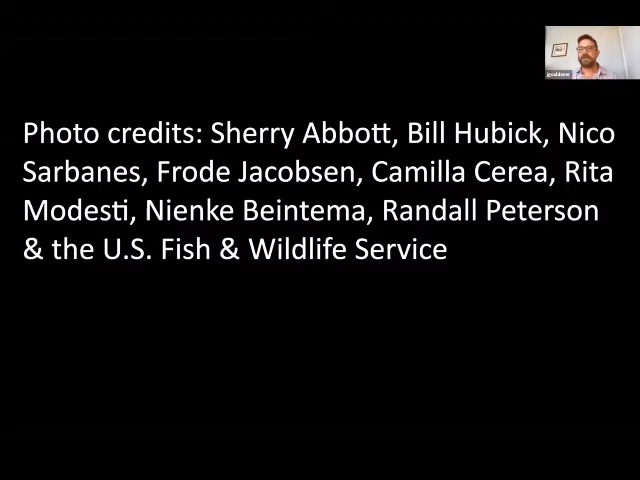 Photo credits: Sherry Abbott, Bill Hubick, Nico
Sarbanes, Frode Jacobsen, Camilla Cerea, Rita
Modesti, Nienke Beintema, Randall Peterson
& the U.S. Fish & Wildlife Service